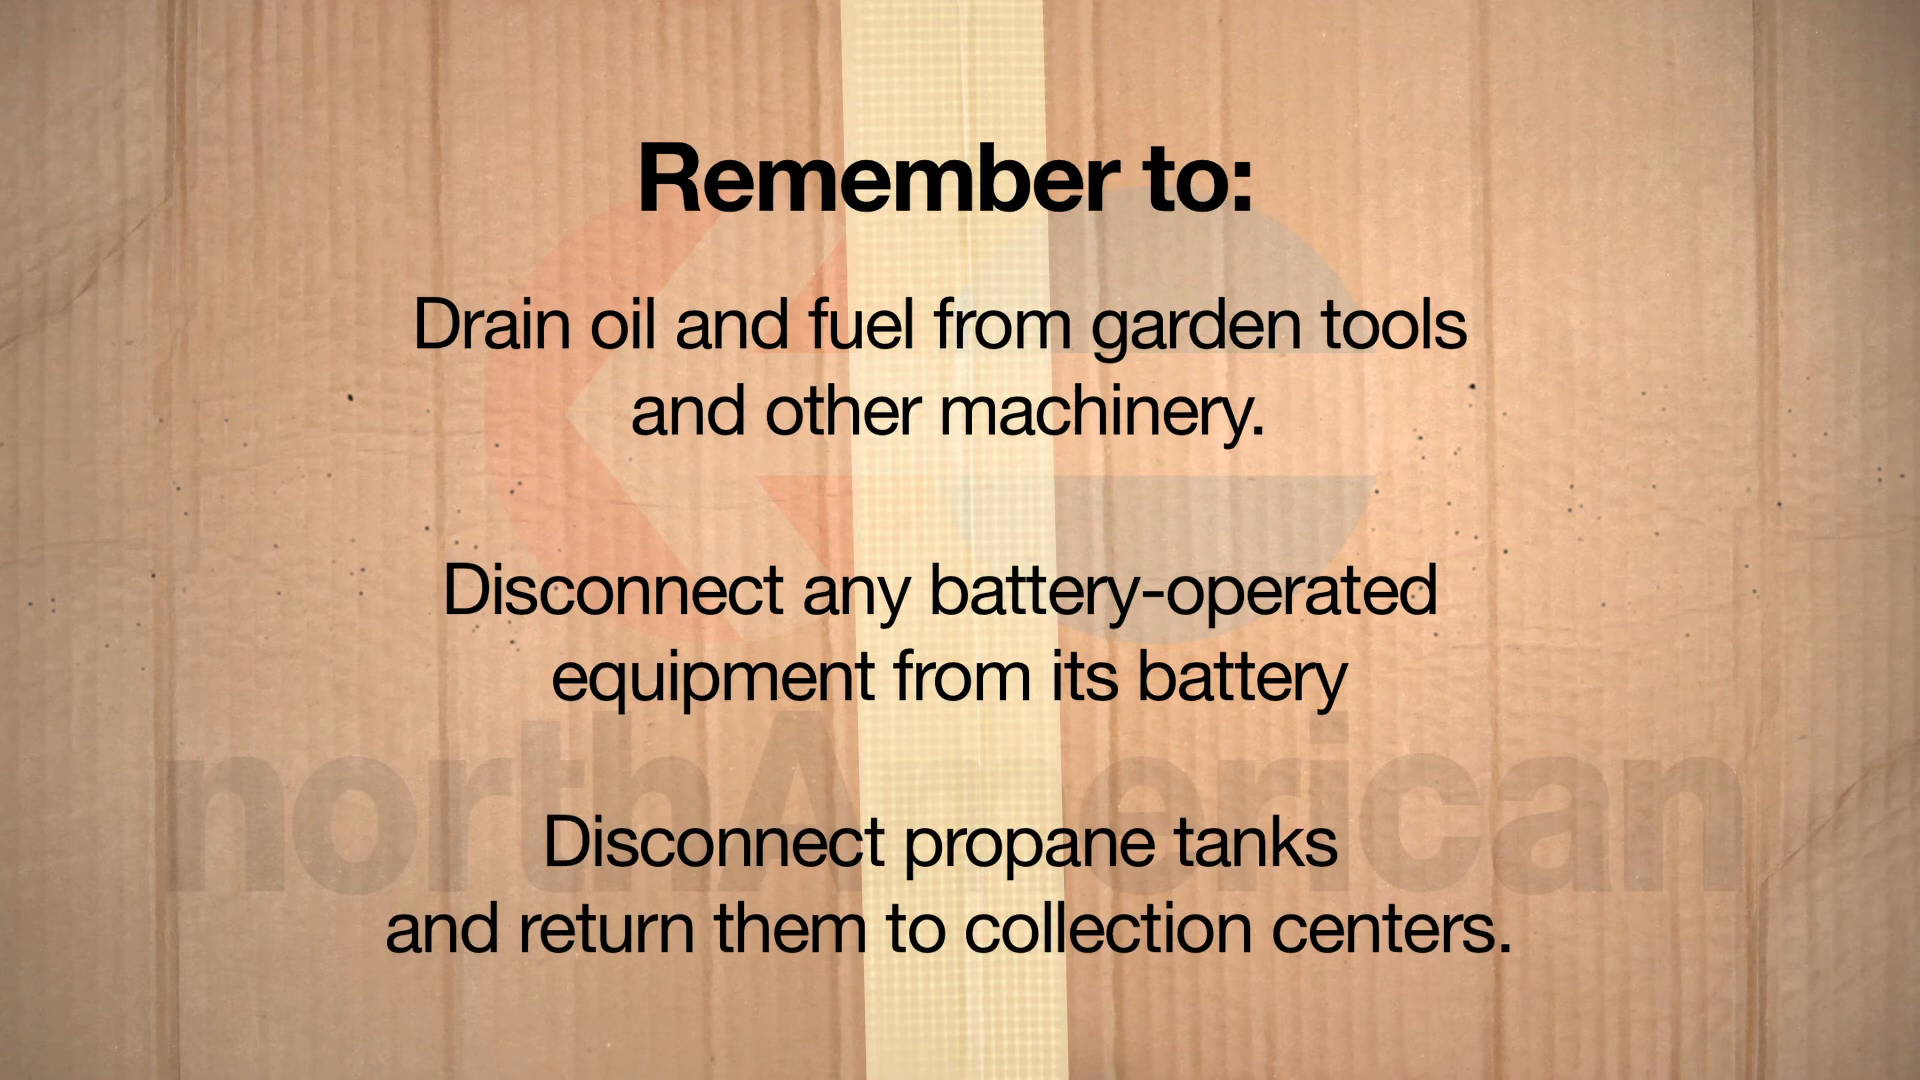 Remember to:
Drain oil and fuel from garden tools
and other machinery.
Disconnect any battery-operated
equipment from its battery
northAmerican
Disconnect propane tanks
and return them to collection centers.